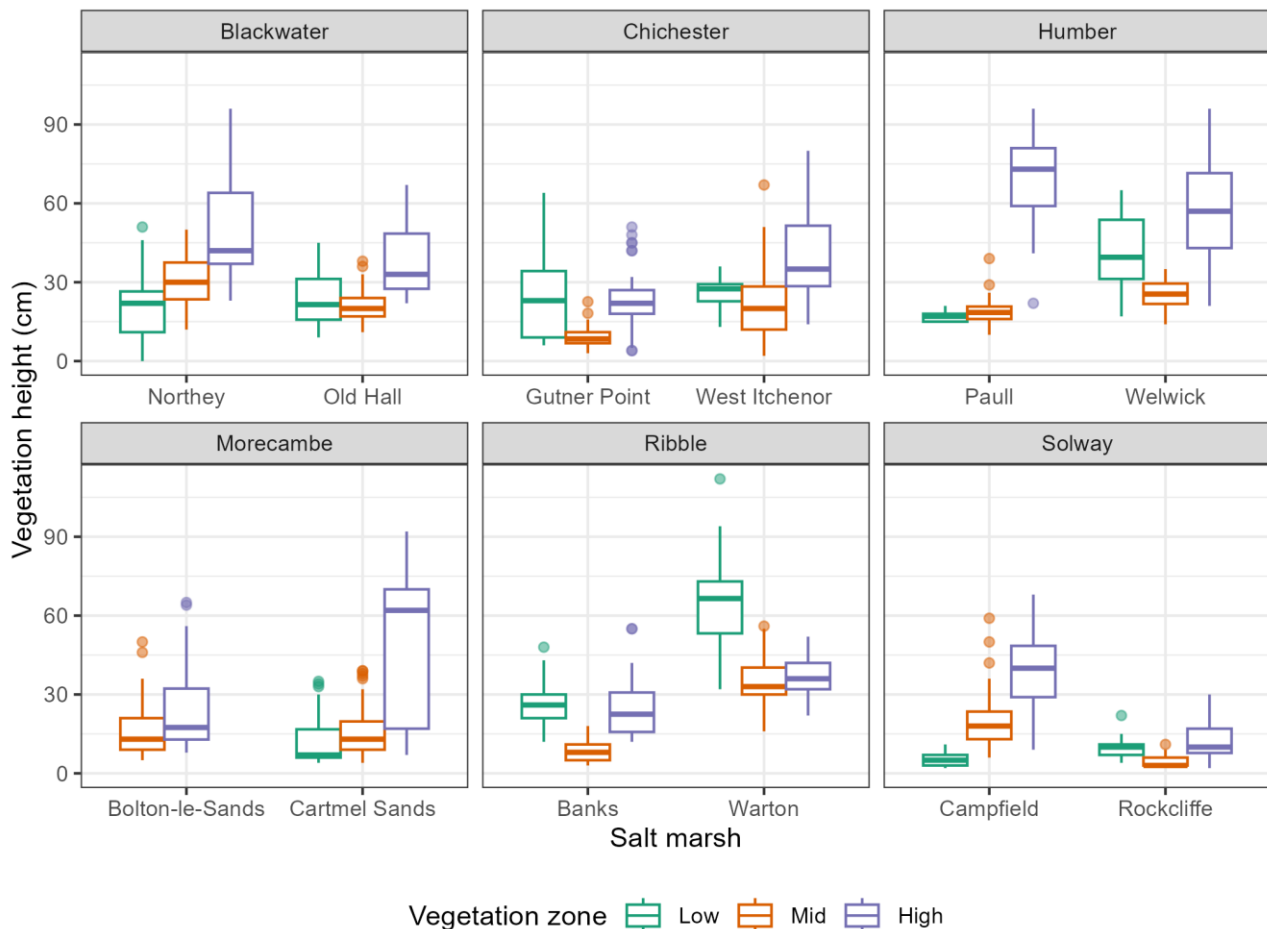 Blackwater Chichester Humber
90
60
30
0
Northey Old Hall Gutner Point West Itchenor Paull Welwick
Morecambe Ribble Solway
90
60
30
0
Bolton-le-Sands Cartmel Sands Banks Warton Campfield Rockcliffe
Vegetation height (cm)
Salt marsh
Vegetation zone Low Mid High